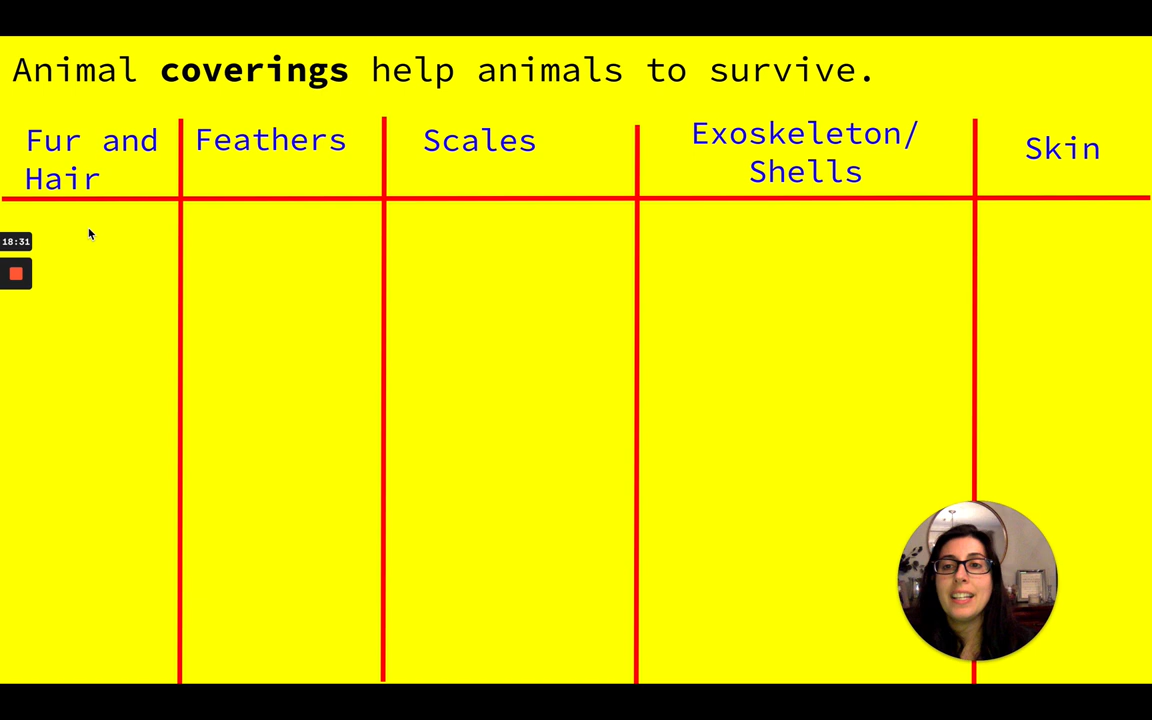 Animal coverings help animals to survive.
Fur and
Hair
Feathers
Scales
Exoskeleton/
Shells
Skin
18:31